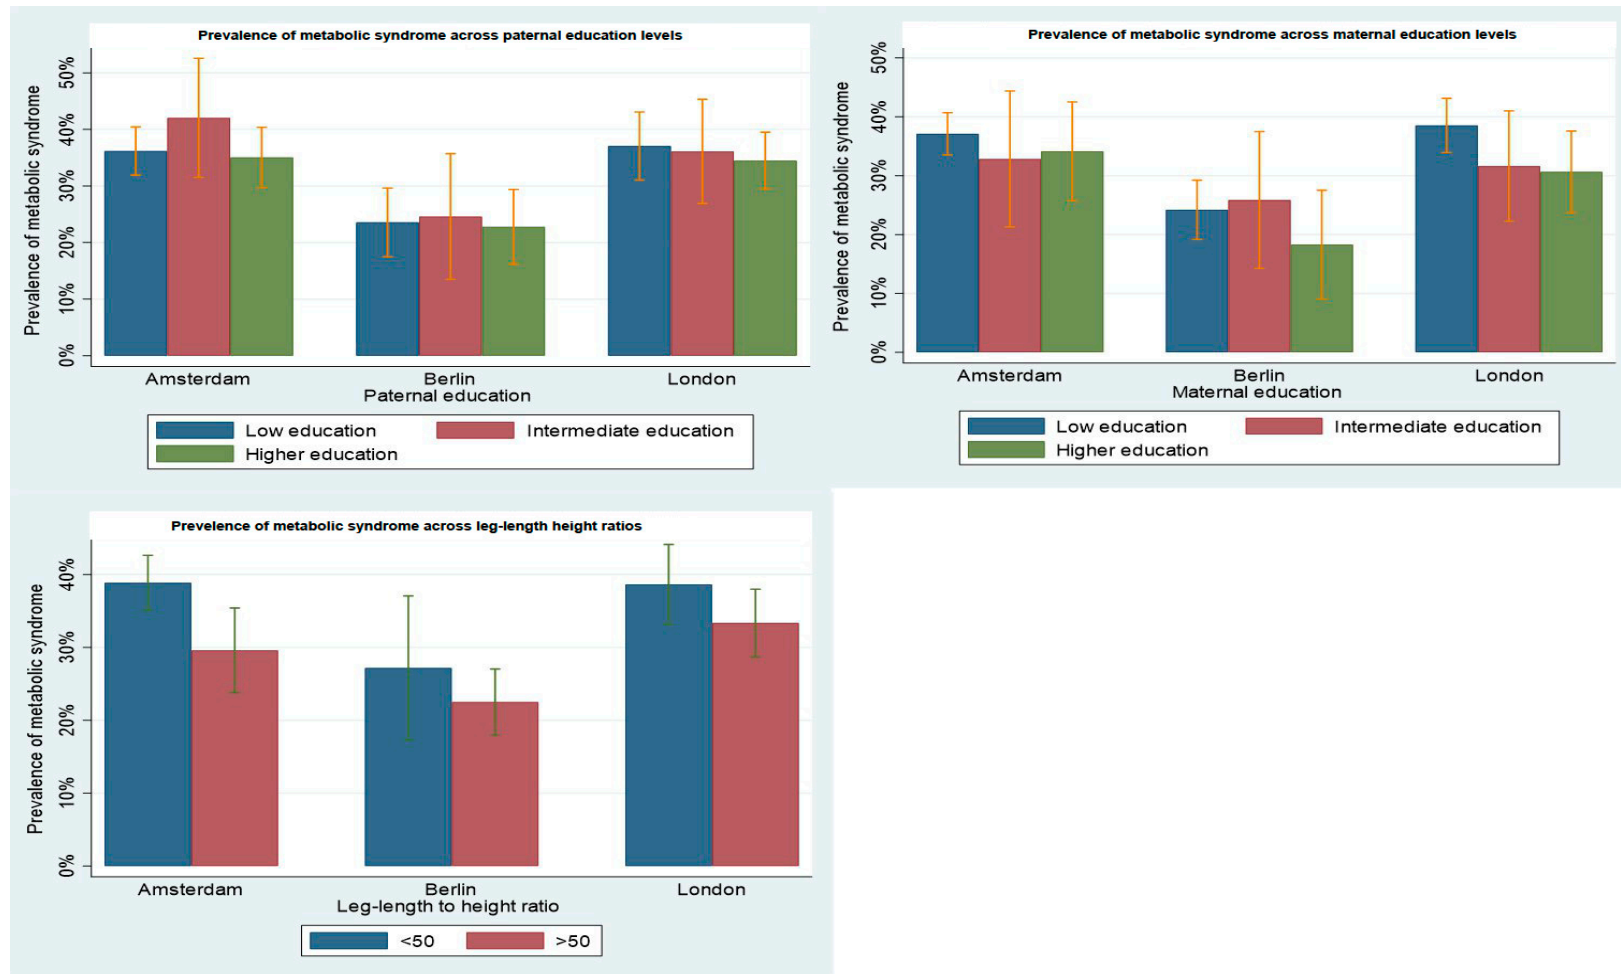 Prevalence of metabolic syndrome across paternal education levels
Prevalence of metabolic syndrome
50%
40%
30%
20%
10%
0%
Amsterdam Berlin London
Paternal education
Low education Intermediate education
Higher education
Prevalence of metabolic syndrome across maternal education levels
Prevalence of metabolic syndrome
50%
40%
30%
20%
10%
0%
Amsterdam Berlin London
Maternal education
Low education Intermediate education
Higher education
Prevelence of metabolic syndrome across leg-length height ratios
Prevalence of metabolic syndrome
40%
30%
20%
10%
0%
Amsterdam Berlin London
Leg-length to height ratio
<50 >50